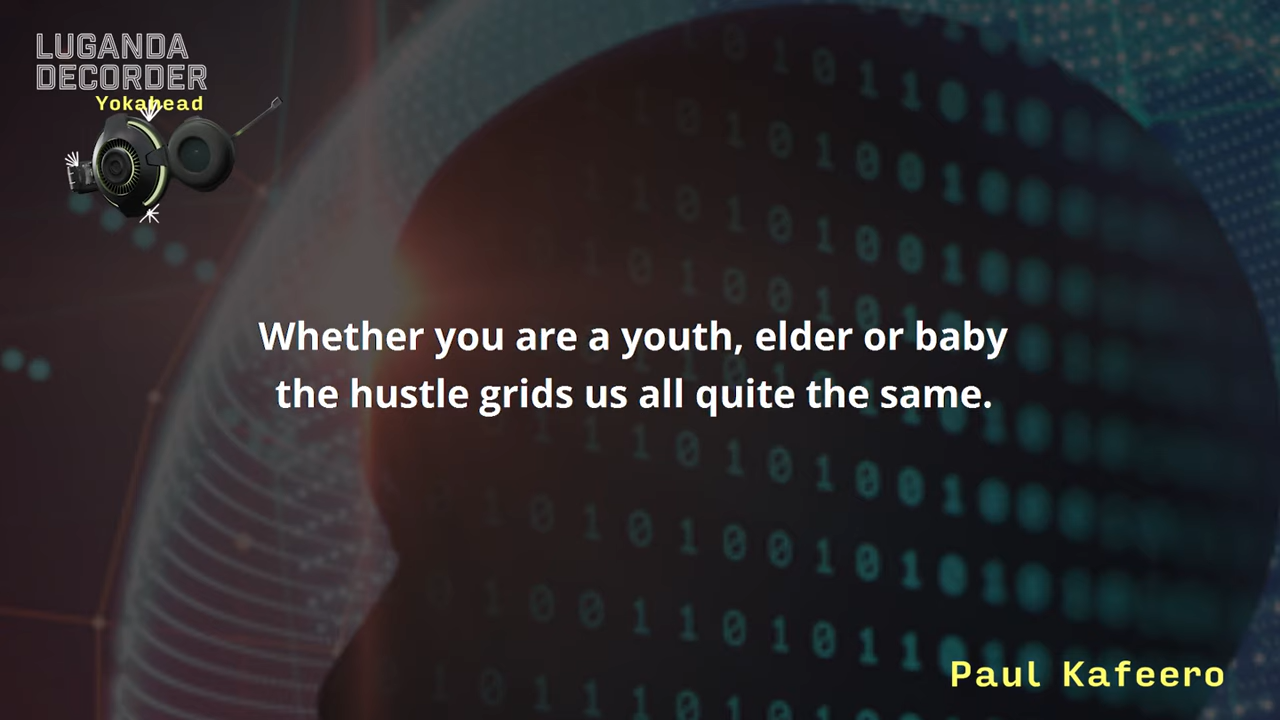 LUGANDA
DECORDER
Yokahead
Whether you are a youth, elder or baby
the hustle grids us all quite the same.
Paul Kafeero